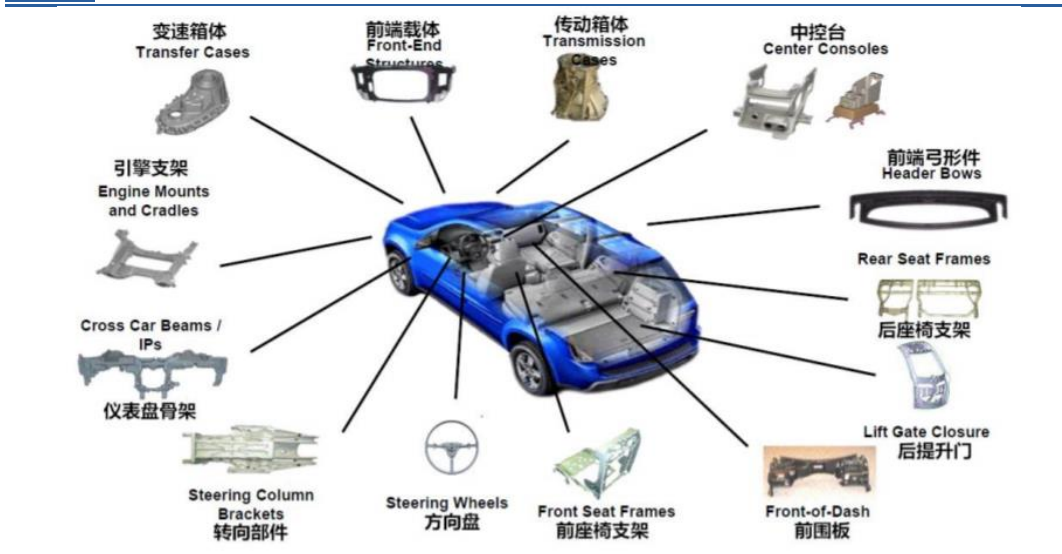 变速箱体
Transfer Cases
前端载体
Front-End
Structures
传动箱体
Transmission
Cases
中控台
Center Consoles
引擎支架
Engine Mounts
and Cradles
前端弓形件
Header Bows
Rear Seat Frames
后座椅支架
Cross Car Beams /
IPs
仪表盘骨架
Lift Gate Closure
后提升门
Steering Column
Brackets
转向部件
Steering Wheels
方向盘
Front Seat Frames
前座椅支架
Front-of-Dash
前围板